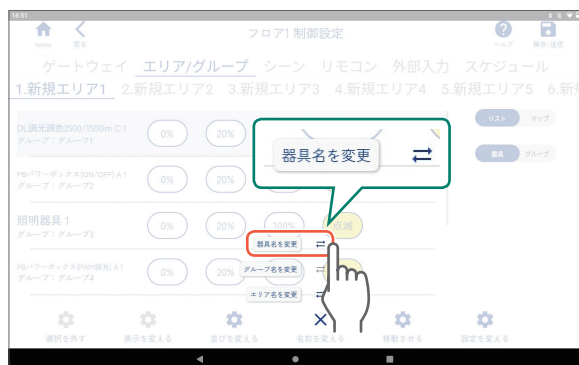 16:51
フロア1 制御設定
home
戻る
ヘルプ
保存/送信
ゲートウェイ エリア/グループ シーン リモコン 外部入力 スケジュール
1.新規エリア1 2.新規エリア2 3.新規エリア3 4.新規エリア4 5.新規エリア5 6.新規
DL調光調色2500/1500lm C 1
グループ：グループ1
0%
20%
リスト マップ
器具名を変更
器具 グループ
PBパワーボックス(ON/OFF) A 1
グループ：グループ2
0%
20%
照明器具 1
グループ：グループ3
0%
20%
100%
点滅
器具名を変更
PBパワーボックス(PWM調光) A 1
グループ：グループ4
0%
20%
グループ名を変更
エリア名を変更
選択を外す 表示を変える 並びを変える 名前を変える 移動させる 設定を変える